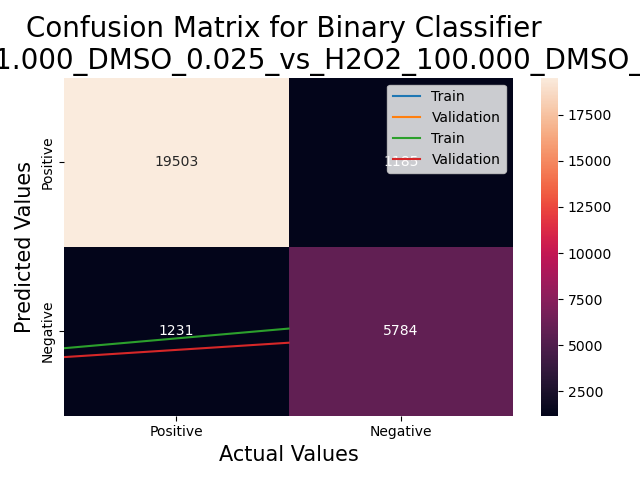 Confusion Matrix for Binary Classifier
1.000_DMSO_0.025_vs_H2O2_100.000_DMSO_
Train
Validation
Train
Validation
Positive
19503
Negative
1231
5784
Predicted Values
Positive
Negative
Actual Values
17500
15000
12500
10000
7500
5000
2500